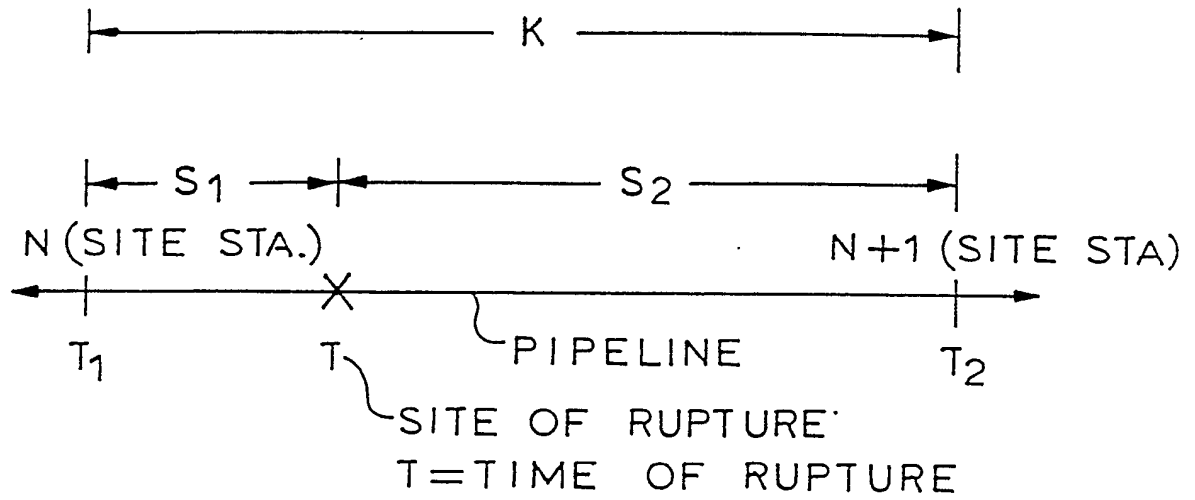 K
S1 S2
N (SITE STA.) N+1 (SITE STA)
T1 T PIPELINE T2
SITE OF RUPTURE
T=TIME OF RUPTURE